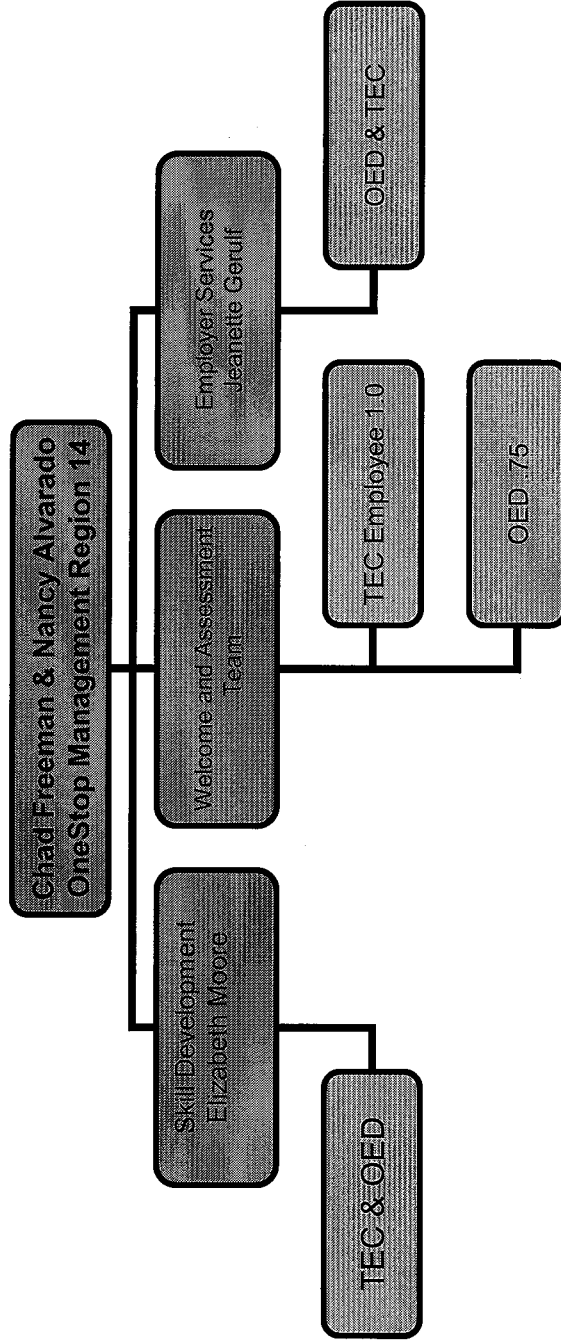 Chad Freeman & Nancy Alvarado
OneStop Management Region 14
Skill Development
Elizabeth Moore
Welcome and Assessment
Team
Employer Services
Jeanette Gerulf
TEC & OED
TEC Employee 1.0
OED & TEC
OED .75